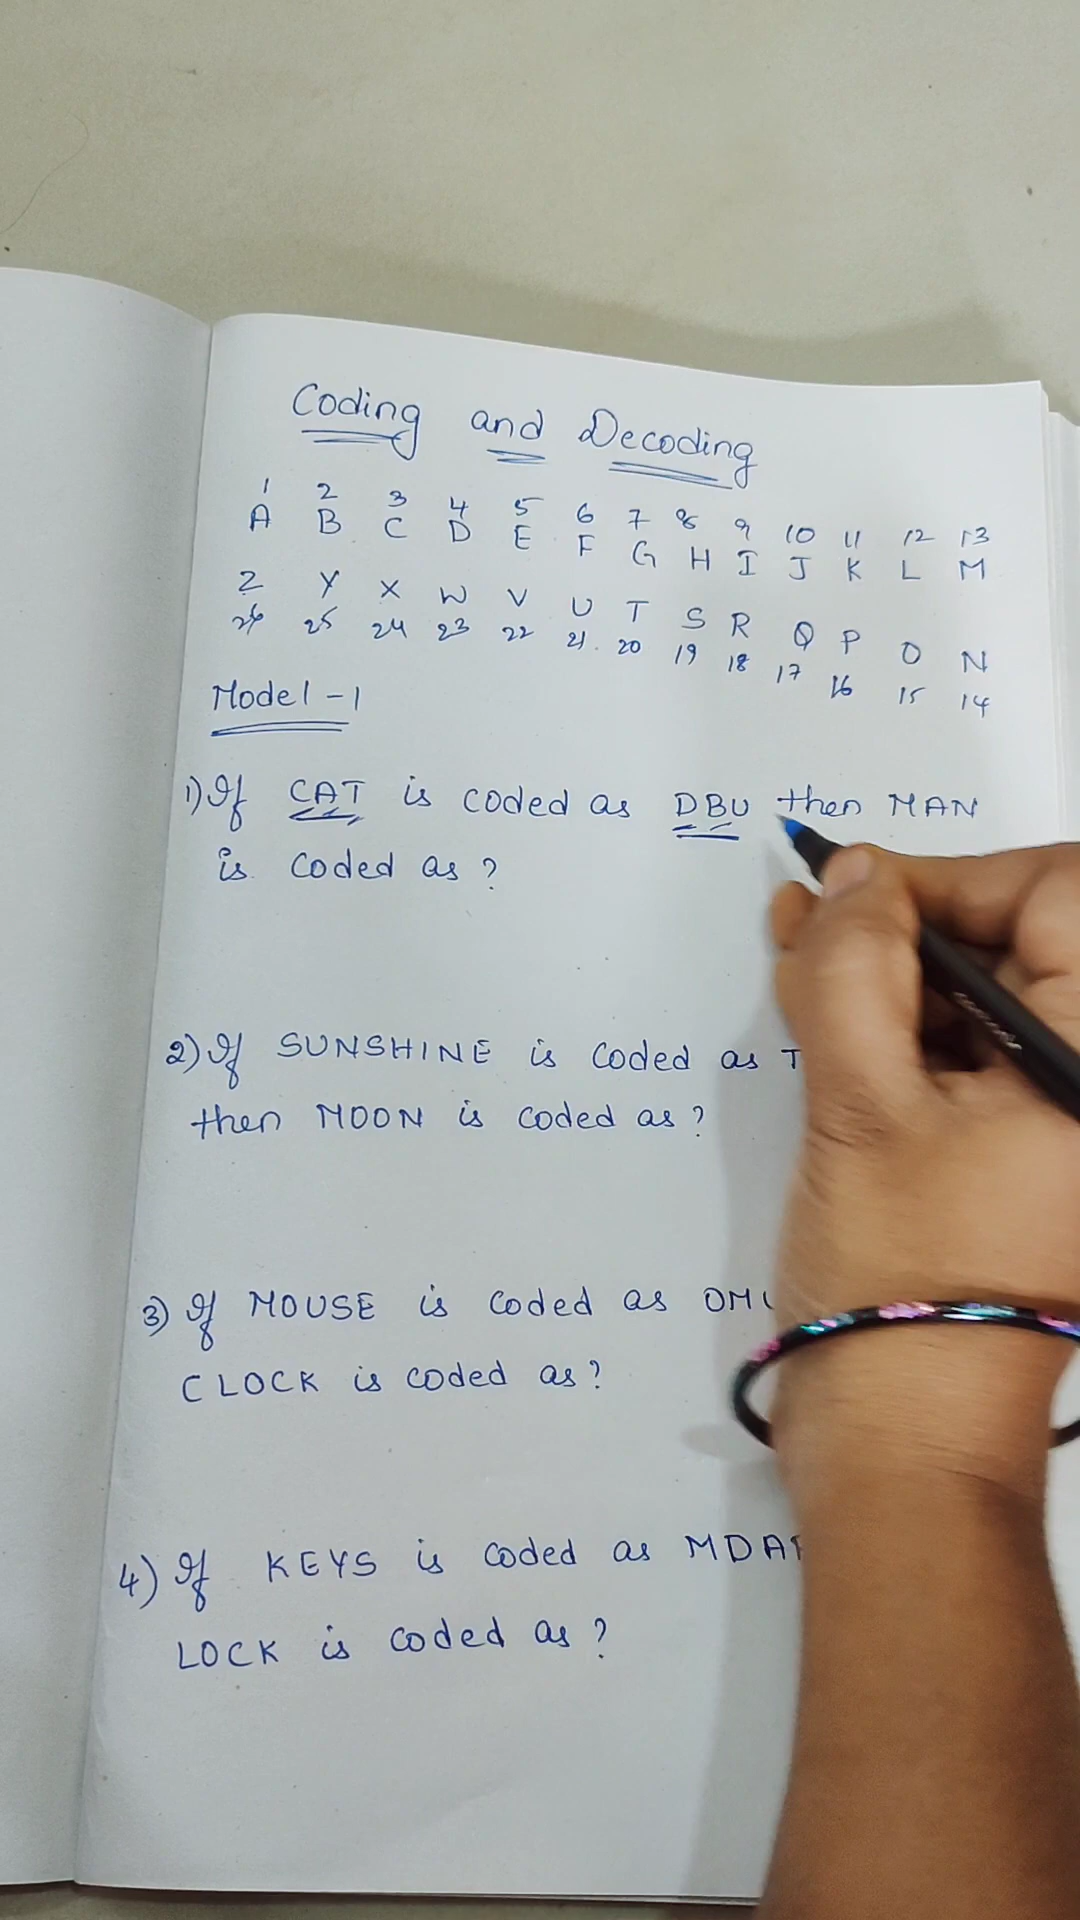 Coding and Decoding
1 2 3 4 5 6 7 8 9 10 11 12 13
A B C D E F G H I J K L M
Z Y X W V U T S R Q P O N
26 25 24 23 22 21 20 19 18 17 16 15 14
Model-1
1) If CAT is coded as DBU then MAN
is coded as?
2) If SUNSHINE is coded as T
then MOON is coded as?
3) If MOUSE is coded as OM
CLOCK is coded as?
4) If KEYS is coded as MDA
LOCK is coded as?